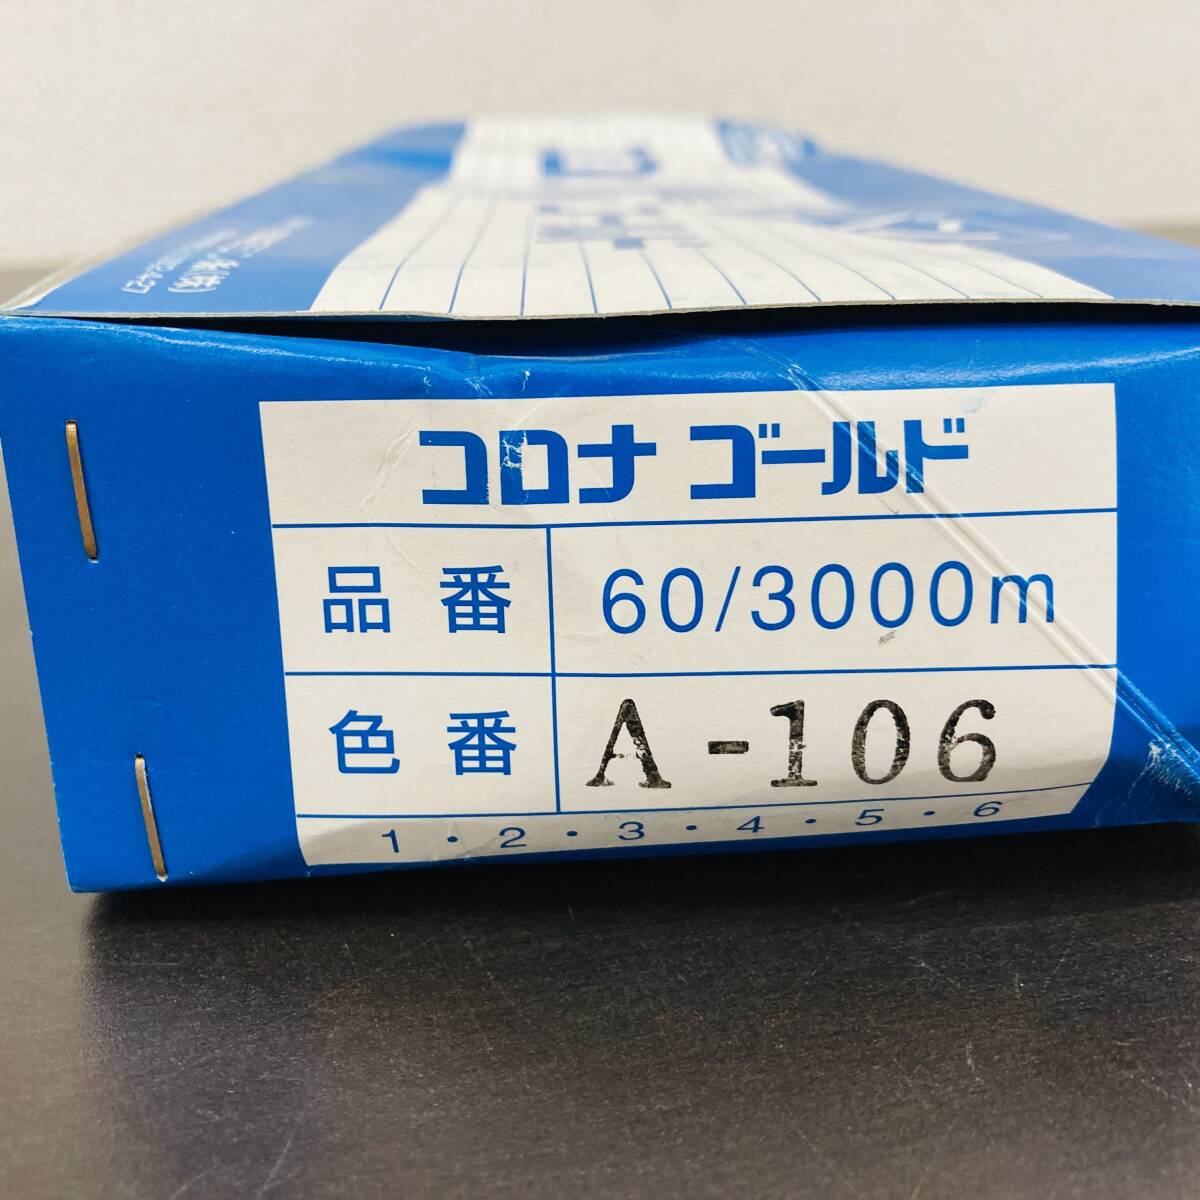 コロナ ゴールド
品番 60/3000m
色番 A-106
1・2・3・4・5・6